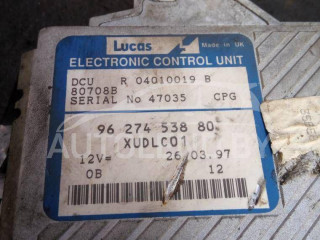 Lucas
Made in UK
ELECTRONIC CONTROL UNIT
DCU R 04010019 B
80708B
SERIAL No 47035 CPG
96 274 538 80
XUDLC01
12V= 26/03.97
0B 12